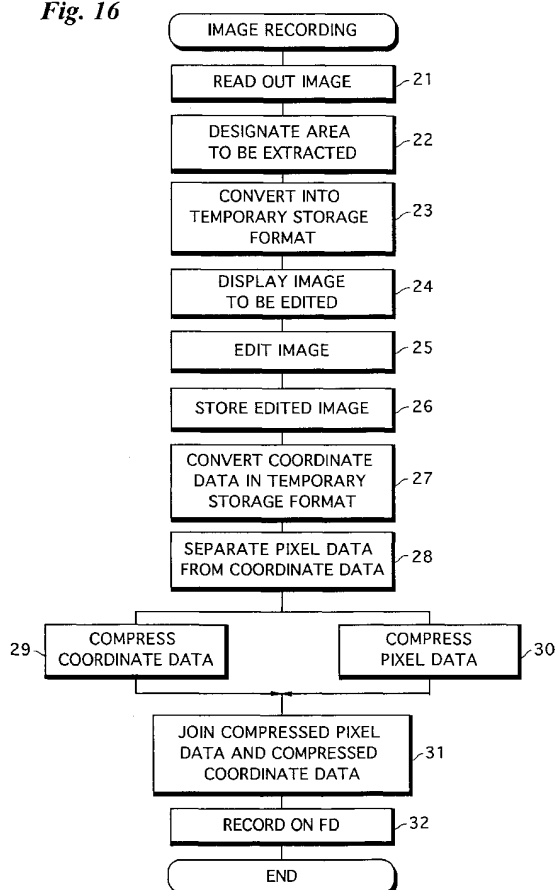 Fig. 16
IMAGE RECORDING
READ OUT IMAGE
21
DESIGNATE AREA
TO BE EXTRACTED
22
CONVERT INTO
TEMPORARY STORAGE
FORMAT
23
DISPLAY IMAGE
TO BE EDITED
24
EDIT IMAGE
25
STORE EDITED IMAGE
26
CONVERT COORDINATE
DATA IN TEMPORARY
STORAGE FORMAT
27
SEPARATE PIXEL DATA
FROM COORDINATE DATA
28
29
COMPRESS
COORDINATE DATA
COMPRESS
PIXEL DATA
30
JOIN COMPRESSED PIXEL
DATA AND COMPRESSED
COORDINATE DATA
31
RECORD ON FD
32
END